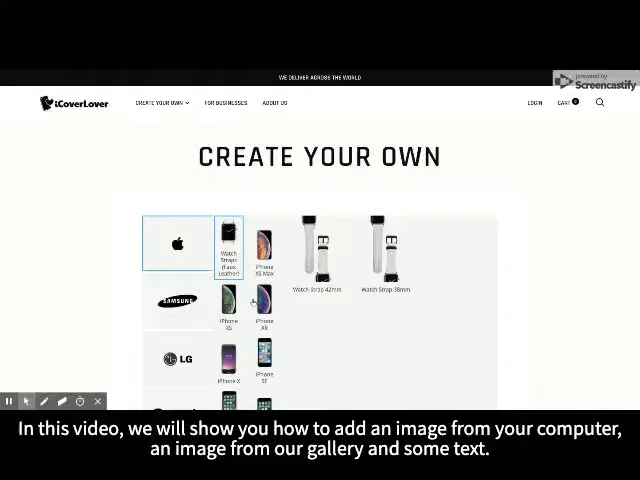 WE DELIVER ACROSS THE WORLD
powered by
Screencastify
iCoverLover
CREATE YOUR OWN
FOR BUSINESSES
ABOUT US
LOGIN
CART 0
CREATE YOUR OWN
Watch
Straps
(Faux
Leather)
iPhone
XS Max
Watch Strap 42mm
Watch Strap 38mm
SAMSUNG
iPhone
XS
iPhone
XR
LG
iPhone X
iPhone
SE
In this video, we will show you how to add an image from your computer,
an image from our gallery and some text.